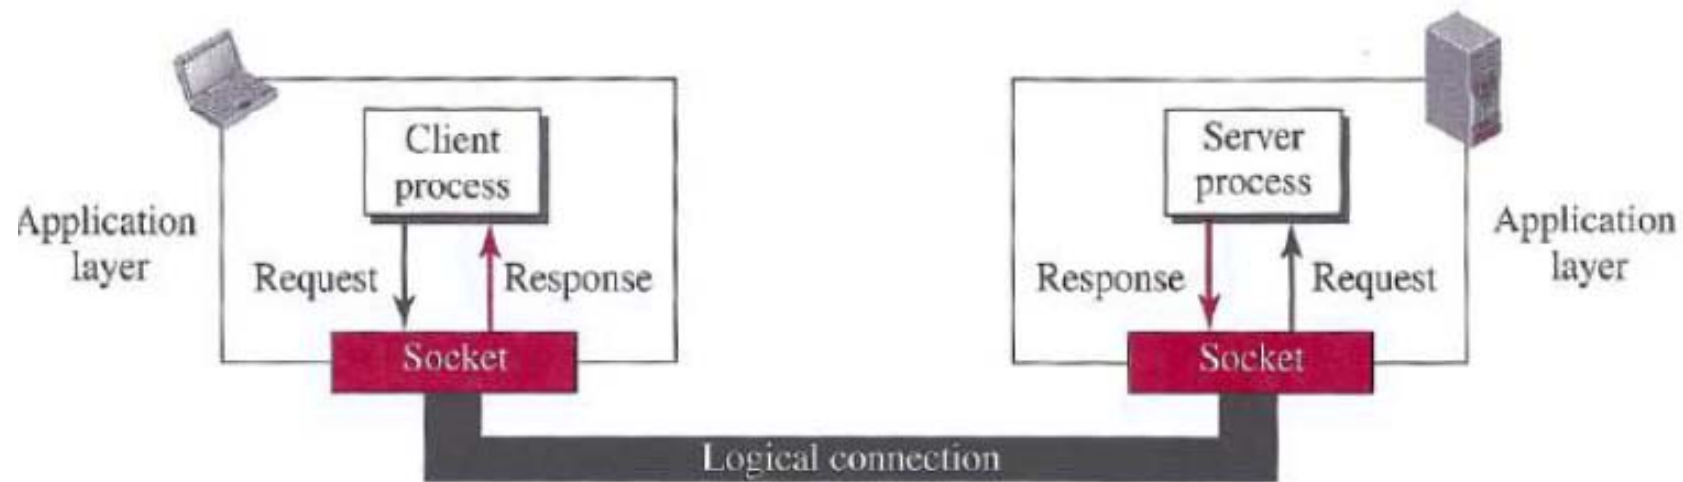 Client
process
Application
layer
Request
Response
Socket
Server
process
Application
layer
Response
Request
Socket
Logical connection